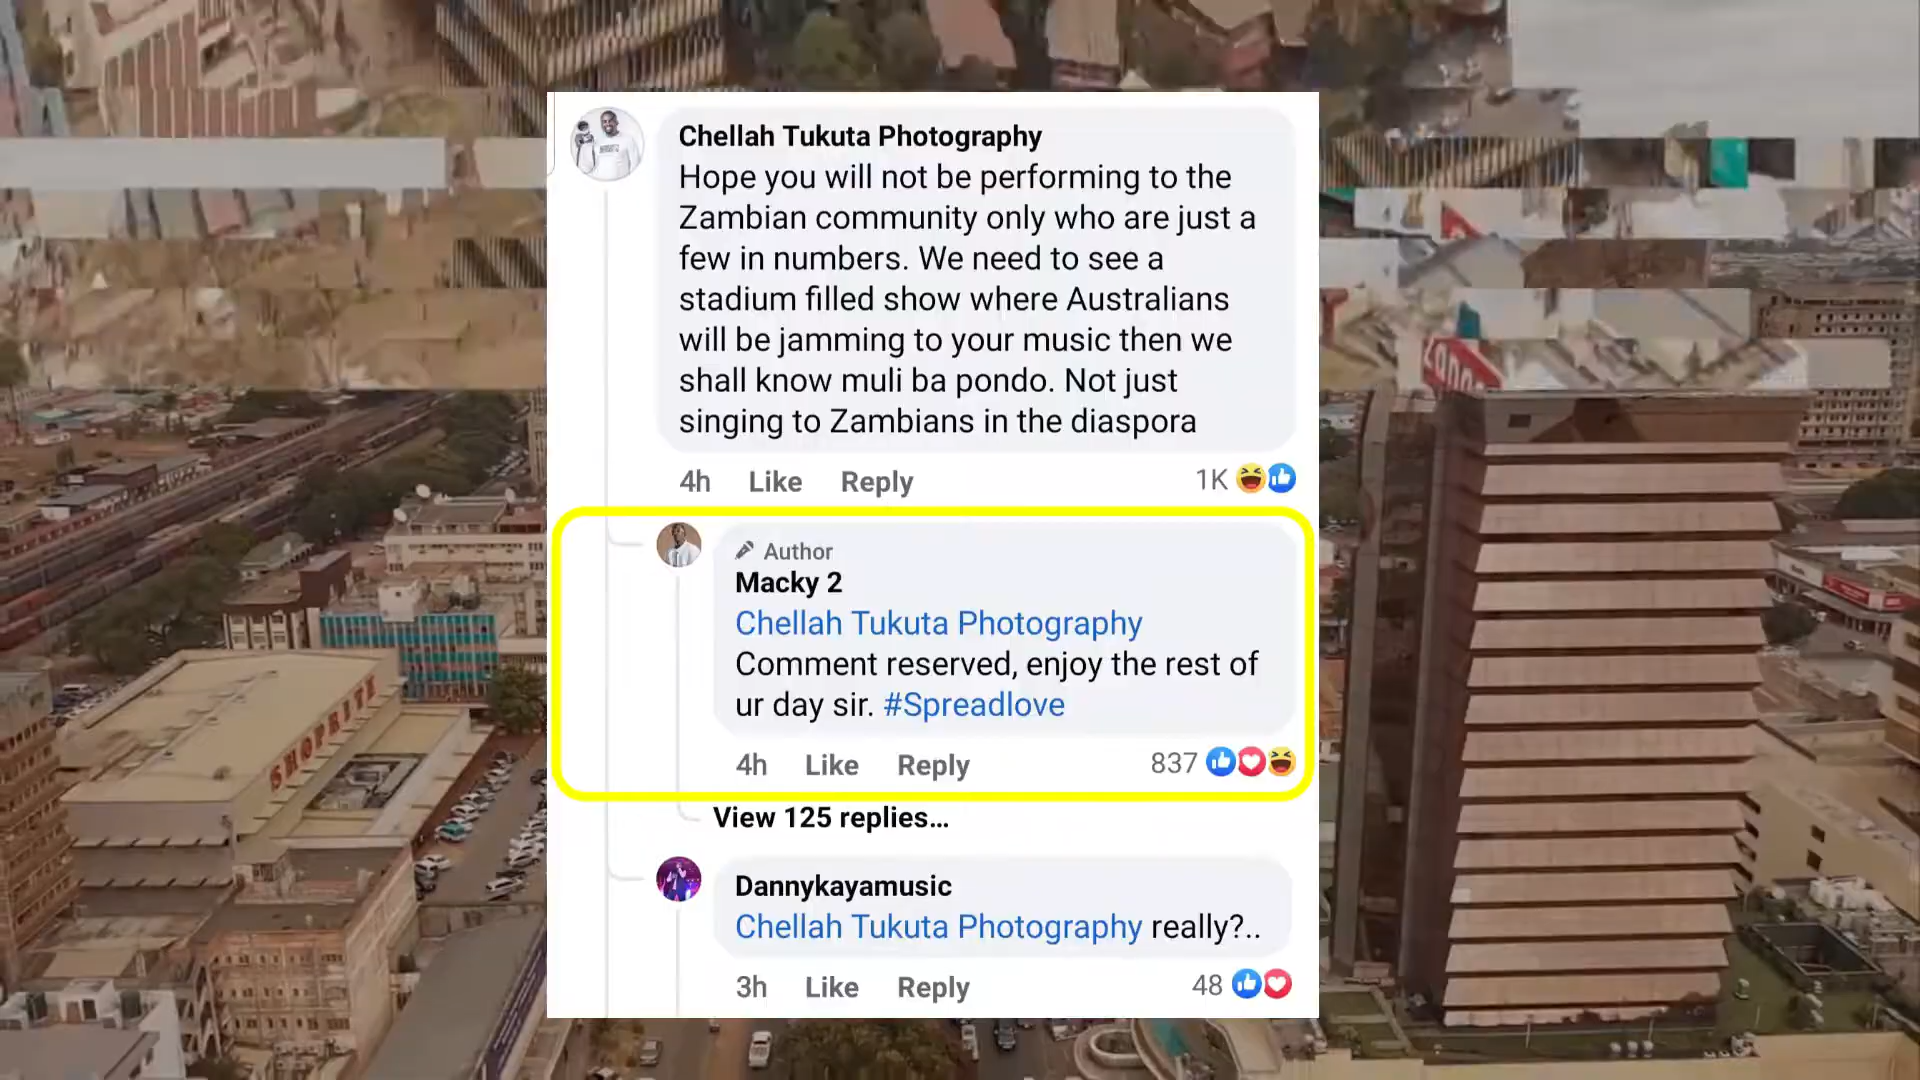 Chellah Tukuta Photography
Hope you will not be performing to the
Zambian community only who are just a
few in numbers. We need to see a
stadium filled show where Australians
will be jamming to your music then we
shall know muli ba pondo. Not just
singing to Zambians in the diaspora
4h Like Reply 1K
Author
Macky 2
Chellah Tukuta Photography
Comment reserved, enjoy the rest of
ur day sir. #Spreadlove
4h Like Reply 837
View 125 replies...
Dannykayamusic
Chellah Tukuta Photography really?..
3h Like Reply 48
SHOPRITE